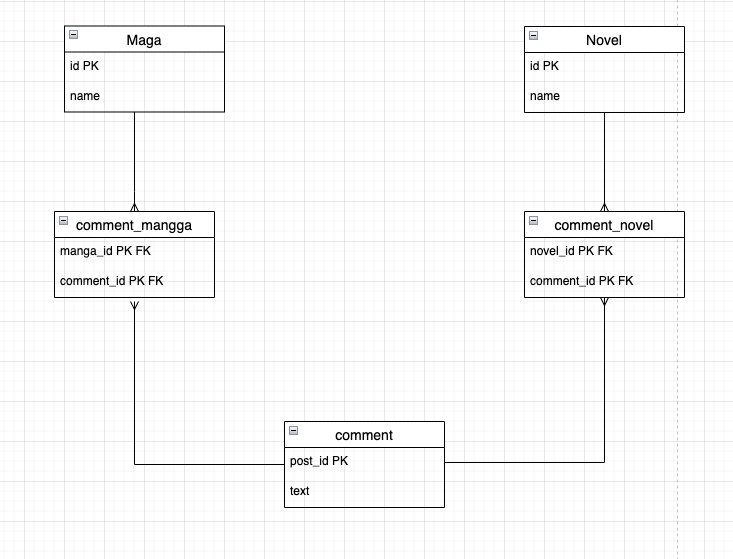 Maga
id PK
name
Novel
id PK
name
comment_mangga
manga_id PK FK
comment_id PK FK
comment_novel
novel_id PK FK
comment_id PK FK
comment
post_id PK
text